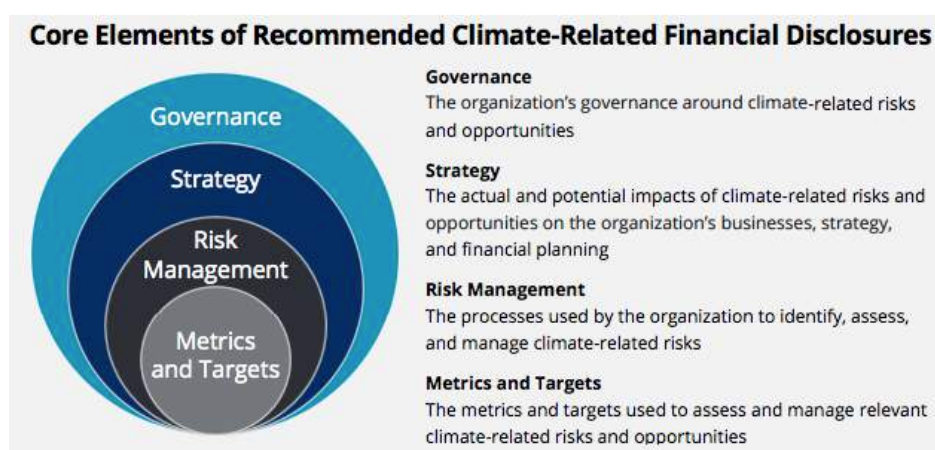 Core Elements of Recommended Climate-Related Financial Disclosures
Governance
Strategy
Risk
Management
Metrics
and Targets
Governance
The organization's governance around climate-related risks
and opportunities
Strategy
The actual and potential impacts of climate-related risks and
opportunities on the organization's businesses, strategy,
and financial planning
Risk Management
The processes used by the organization to identify, assess,
and manage climate-related risks
Metrics and Targets
The metrics and targets used to assess and manage relevant
climate-related risks and opportunities